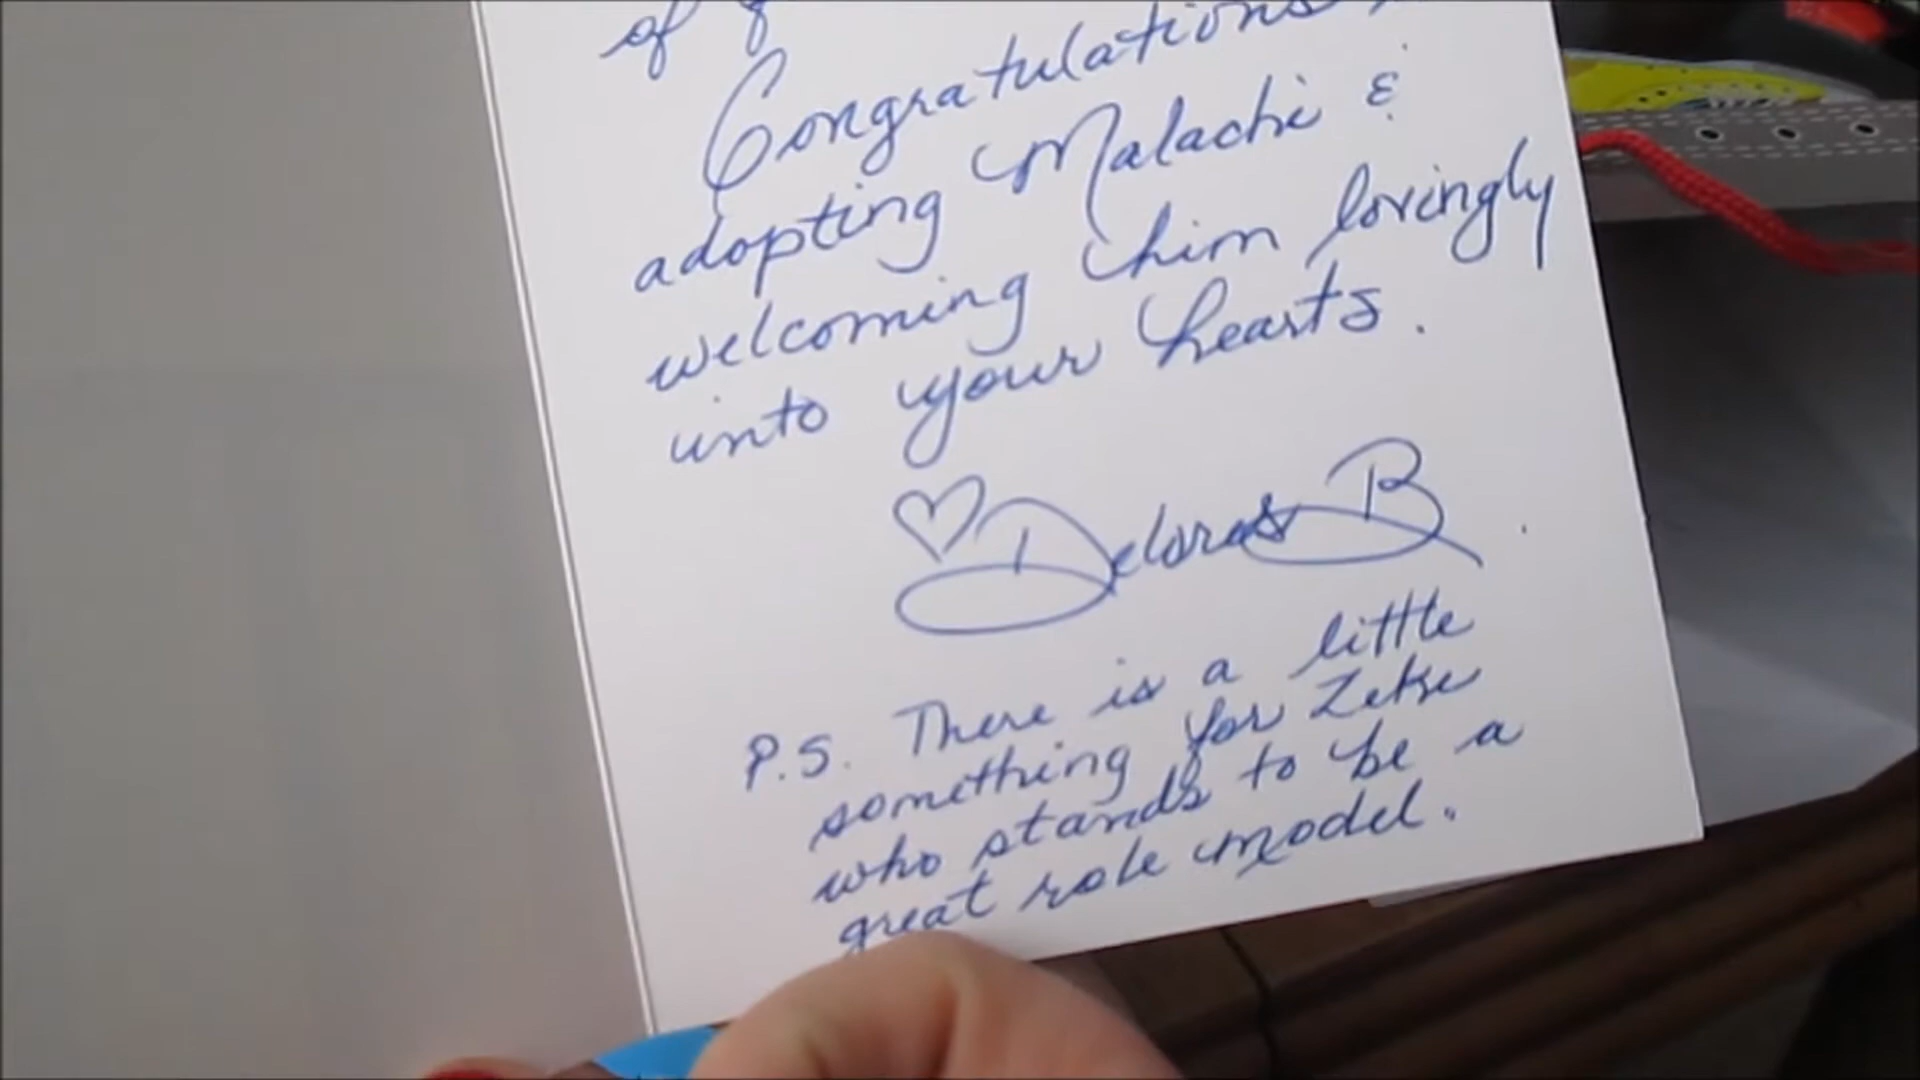 of
Congratulations
adopting Malachi &
welcoming him lovingly
into your hearts.
♡ Delores B
P.S. There is a little
something for Zeke
who stands to be a
great role model.